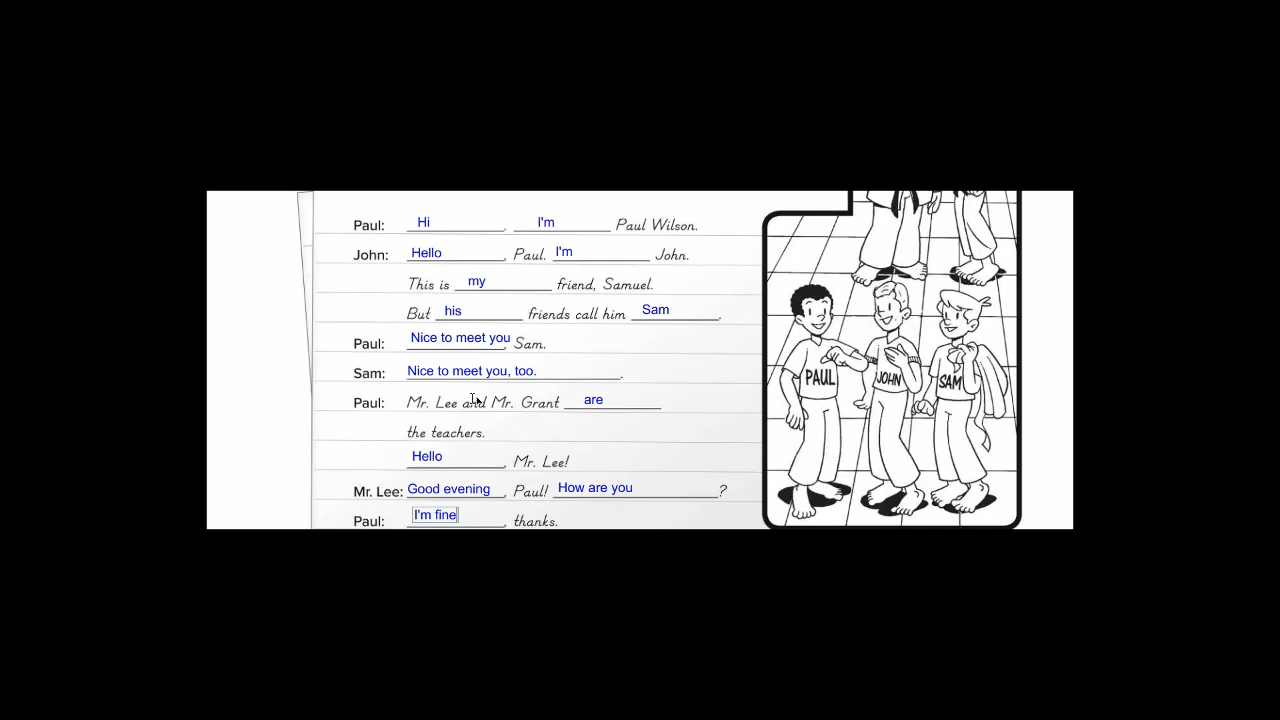 Paul: Hi. I'm Paul Wilson.
John: Hello, Paul. I'm John.
This is my friend, Samuel.
But his friends call him Sam.
Paul: Nice to meet you, Sam.
Sam: Nice to meet you, too..
Paul: Mr. Lee and Mr. Grant are
the teachers.
Hello, Mr. Lee!
Mr. Lee: Good evening, Paul! How are you?
Paul: I'm fine, thanks.
PAUL
JOHN
SAM